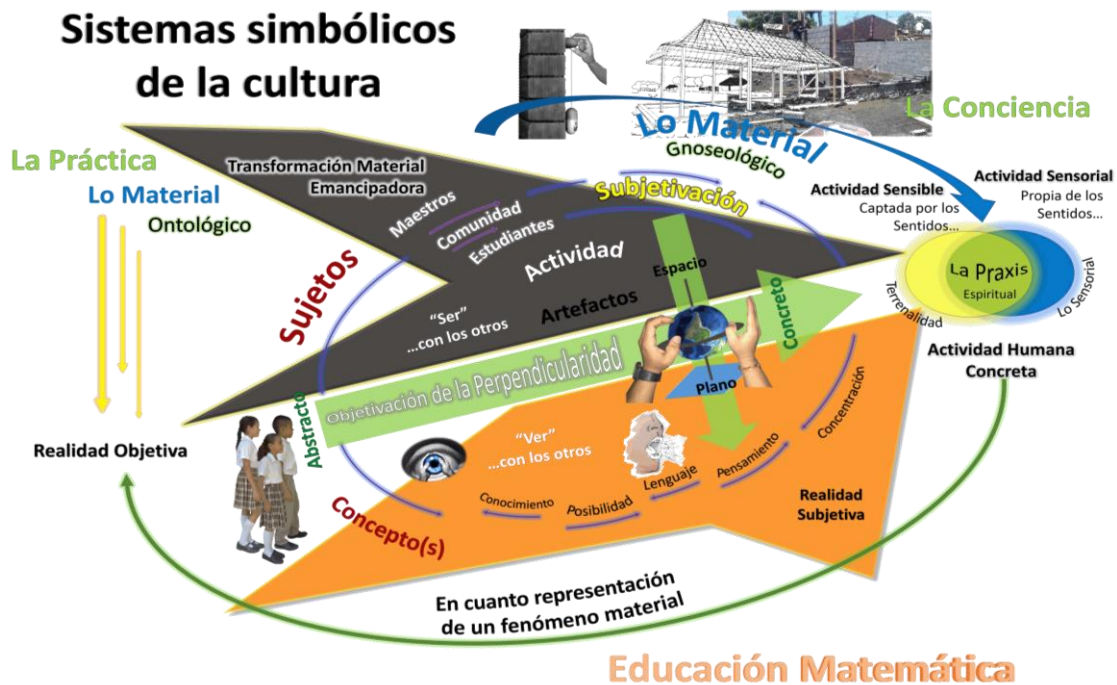 Sistemas simbólicos
de la cultura
La Práctica
Lo Material
Ontológico
Realidad Objetiva
Transformación Material
Emancipadora
Maestros
Comunidad
Estudiantes
Sujetos
Actividad
Artefactos
"Ser"
...con los otros
Lo Material
Gnoseológico
Subjetivación
La Conciencia
Actividad Sensible
Captada por los
Sentidos...
Actividad Sensorial
Propia de los
Sentidos...
La Praxis
Espiritual
Terrenalidad
Lo Sensorial
Actividad Humana
Concreta
Espacio
Plano
Abstracto
Objetivación de la Perpendicularidad
Concreto
"Ver"
...con los otros
Concepto(s)
Conocimiento
Posibilidad
Lenguaje
Pensamiento
Concentración
Realidad
Subjetiva
En cuanto representación
de un fenómeno material
Educación Matemática